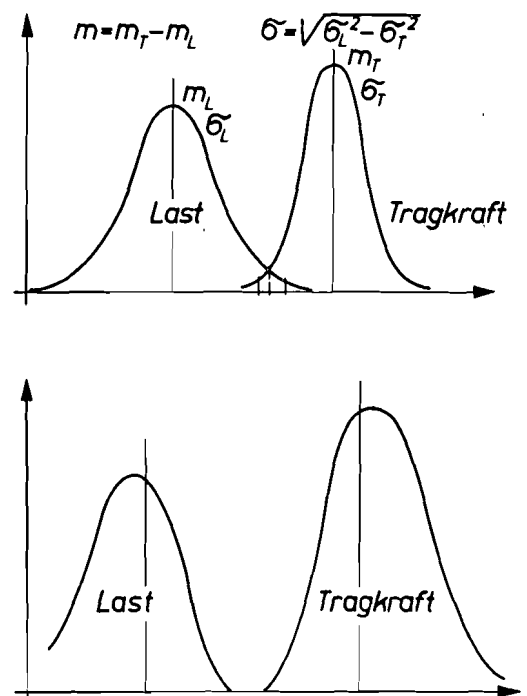 m = m_T − m_L
σ = √(σ_L² − σ_T²)
m_T
σ_T
m_L
σ_L
Last
Tragkraft
Last
Tragkraft